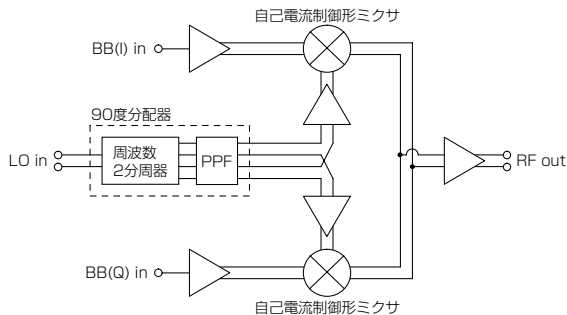 自己電流制御形ミクサ
BB(I) in
90度分配器
LO in
周波数
2分周器
PPF
RF out
BB(Q) in
自己電流制御形ミクサ